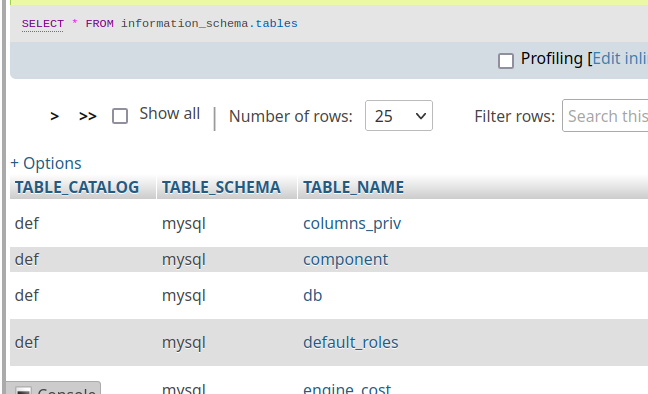 SELECT * FROM information_schema.tables
Profiling [Edit inli
> >> Show all Number of rows: 25 Filter rows: Search this
+ Options
TABLE_CATALOG TABLE_SCHEMA TABLE_NAME
def mysql columns_priv
def mysql component
def mysql db
def mysql default_roles
mysql engine_cost
Console